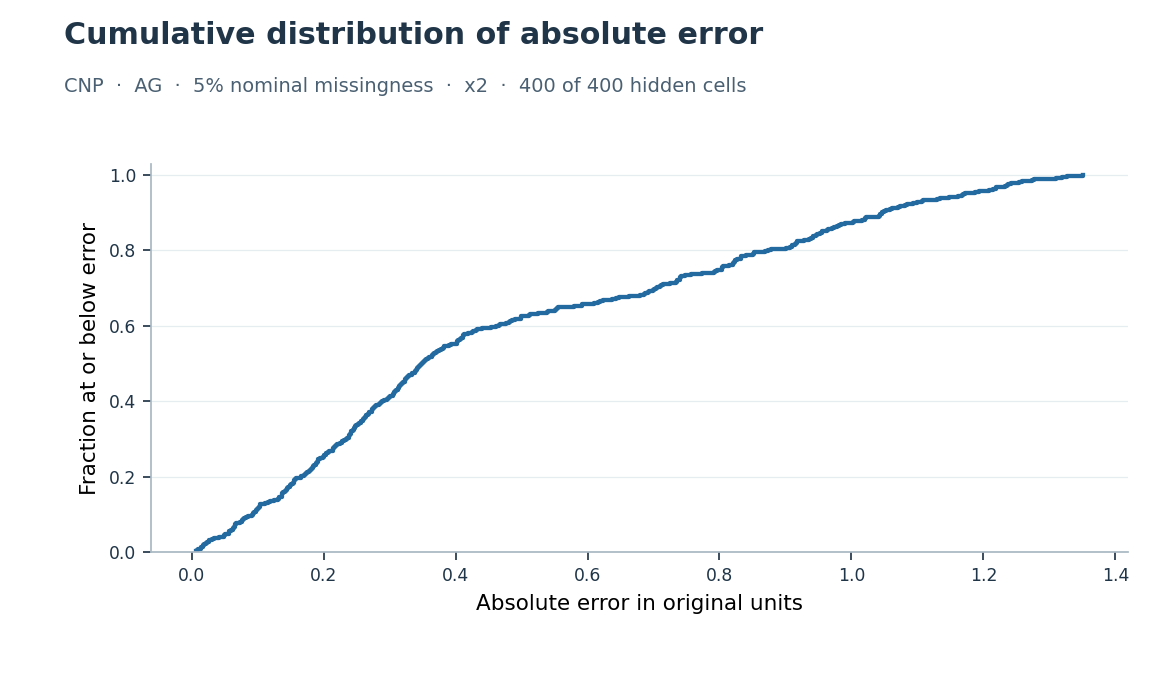 Cumulative distribution of absolute error
CNP · AG · 5% nominal missingness · x2 · 400 of 400 hidden cells
1.0
0.8
0.6
0.4
0.2
0.0
Fraction at or below error
0.0 0.2 0.4 0.6 0.8 1.0 1.2 1.4
Absolute error in original units